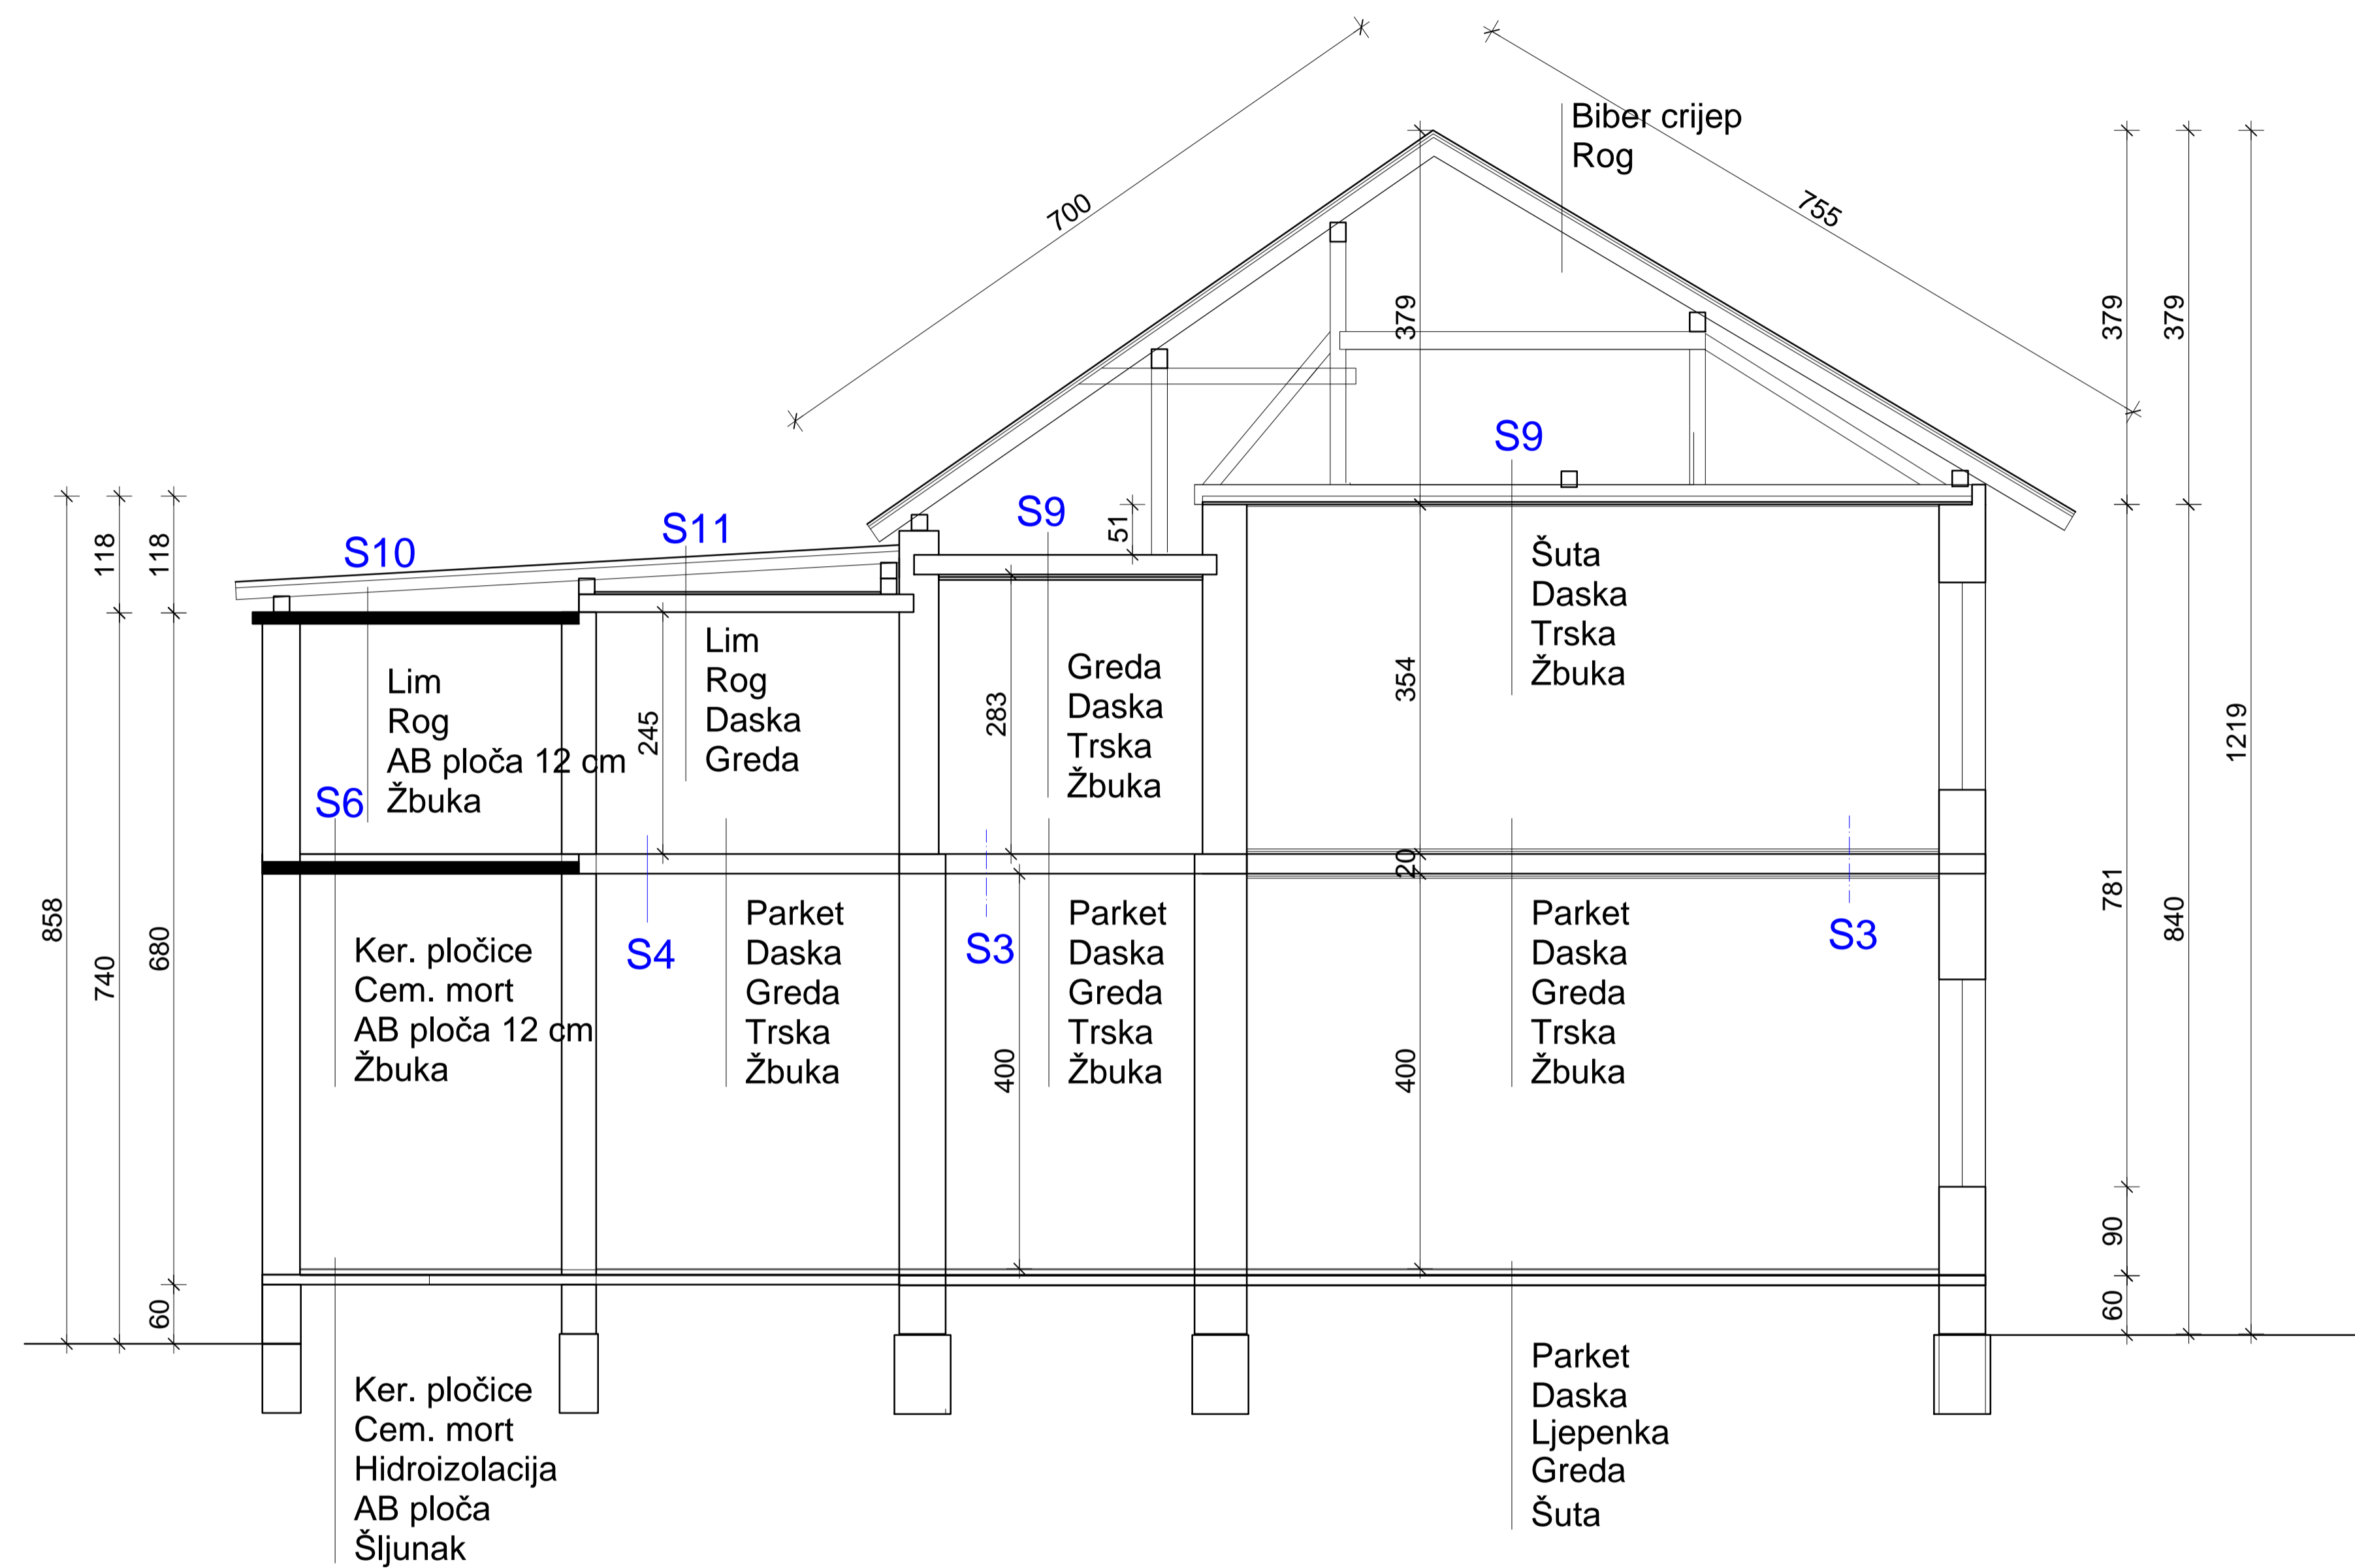 700
755
Biber crijep
Rog
379
379
379
S9
S9
51
S11
S10
118
118
Šuta
Daska
Trska
Žbuka
Lim
Rog
Daska
Greda
Lim
Rog
AB ploča 12 cm
Žbuka
Greda
Daska
Trska
Žbuka
245
283
354
1219
S6
20
858
740
680
781
840
S4
S3
S3
Ker. pločice
Cem. mort
AB ploča 12 cm
Žbuka
Parket
Daska
Greda
Trska
Žbuka
Parket
Daska
Greda
Trska
Žbuka
Parket
Daska
Greda
Trska
Žbuka
400
400
90
60
60
Ker. pločice
Cem. mort
Hidroizolacija
AB ploča
Šljunak
Parket
Daska
Ljepenka
Greda
Šuta